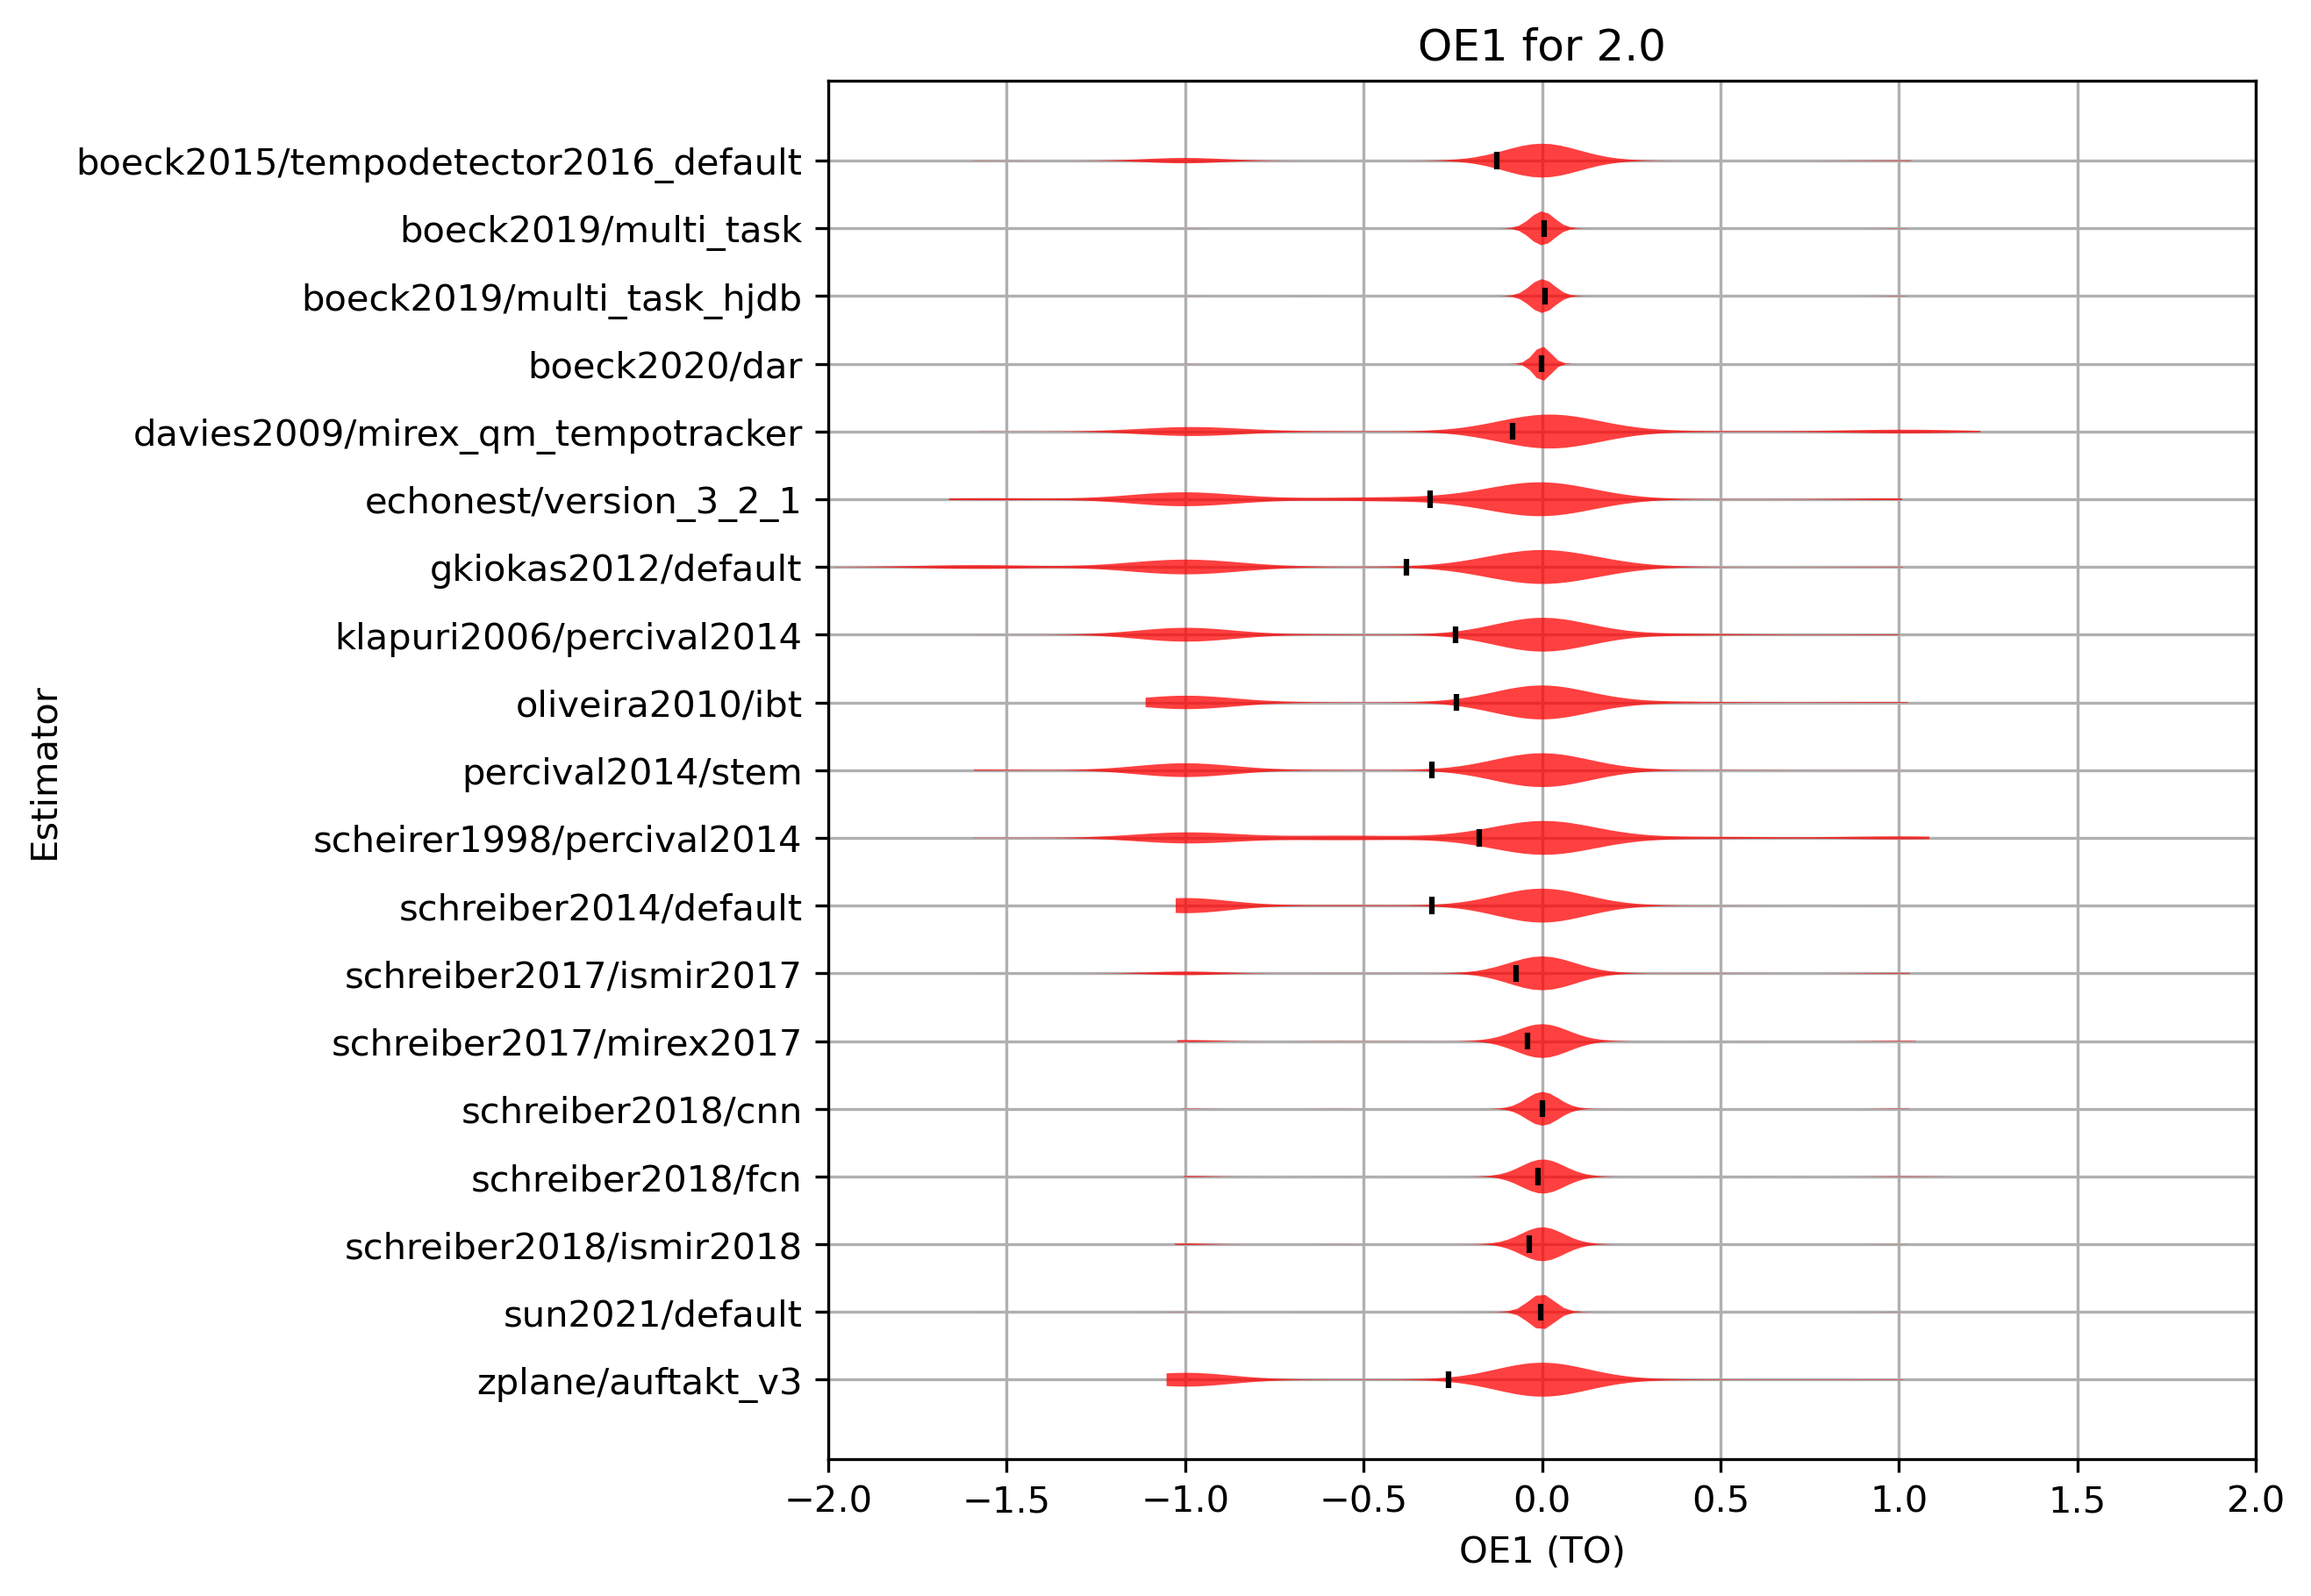 OE1 for 2.0
boeck2015/tempodetector2016_default
boeck2019/multi_task
boeck2019/multi_task_hjdb
boeck2020/dar
davies2009/mirex_qm_tempotracker
echonest/version_3_2_1
gkiokas2012/default
klapuri2006/percival2014
oliveira2010/ibt
percival2014/stem
scheirer1998/percival2014
schreiber2014/default
schreiber2017/ismir2017
schreiber2017/mirex2017
schreiber2018/cnn
schreiber2018/fcn
schreiber2018/ismir2018
sun2021/default
zplane/auftakt_v3
Estimator
−2.0 −1.5 −1.0 −0.5 0.0 0.5 1.0 1.5 2.0
OE1 (TO)